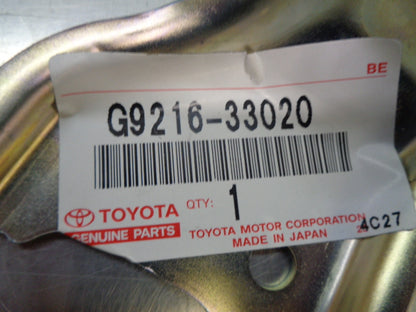 BE
G9216-33020
TOYOTA QTY: 1
GENUINE PARTS
TOYOTA MOTOR CORPORATION
MADE IN JAPAN
4C27